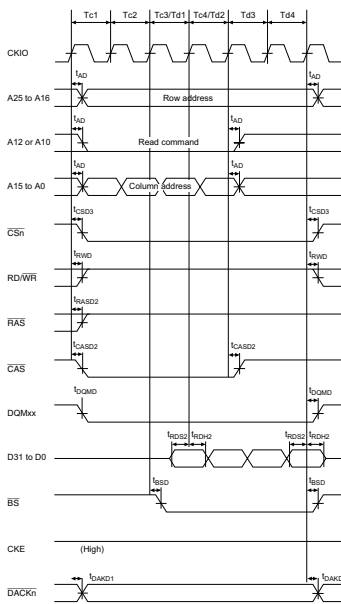 Tc1 Tc2 Tc3/Td1 Tc4/Td2 Td3 Td4
CKIO
tAD tAD
A25 to A16 Row address
tAD tAD
A12 or A10 Read command
tAD tAD
A15 to A0 Column address
tCSD3 tCSD3
CSn
tRWD tRWD
RD/WR
tRASD2
RAS
tCASD2 tCASD2
CAS
tDQMD tDQMD
DQMxx
tRDS2 tRDH2 tRDS2 tRDH2
D31 to D0
tBSD tBSD
BS
CKE (High)
tDAKD1 tDAKD
DACKn